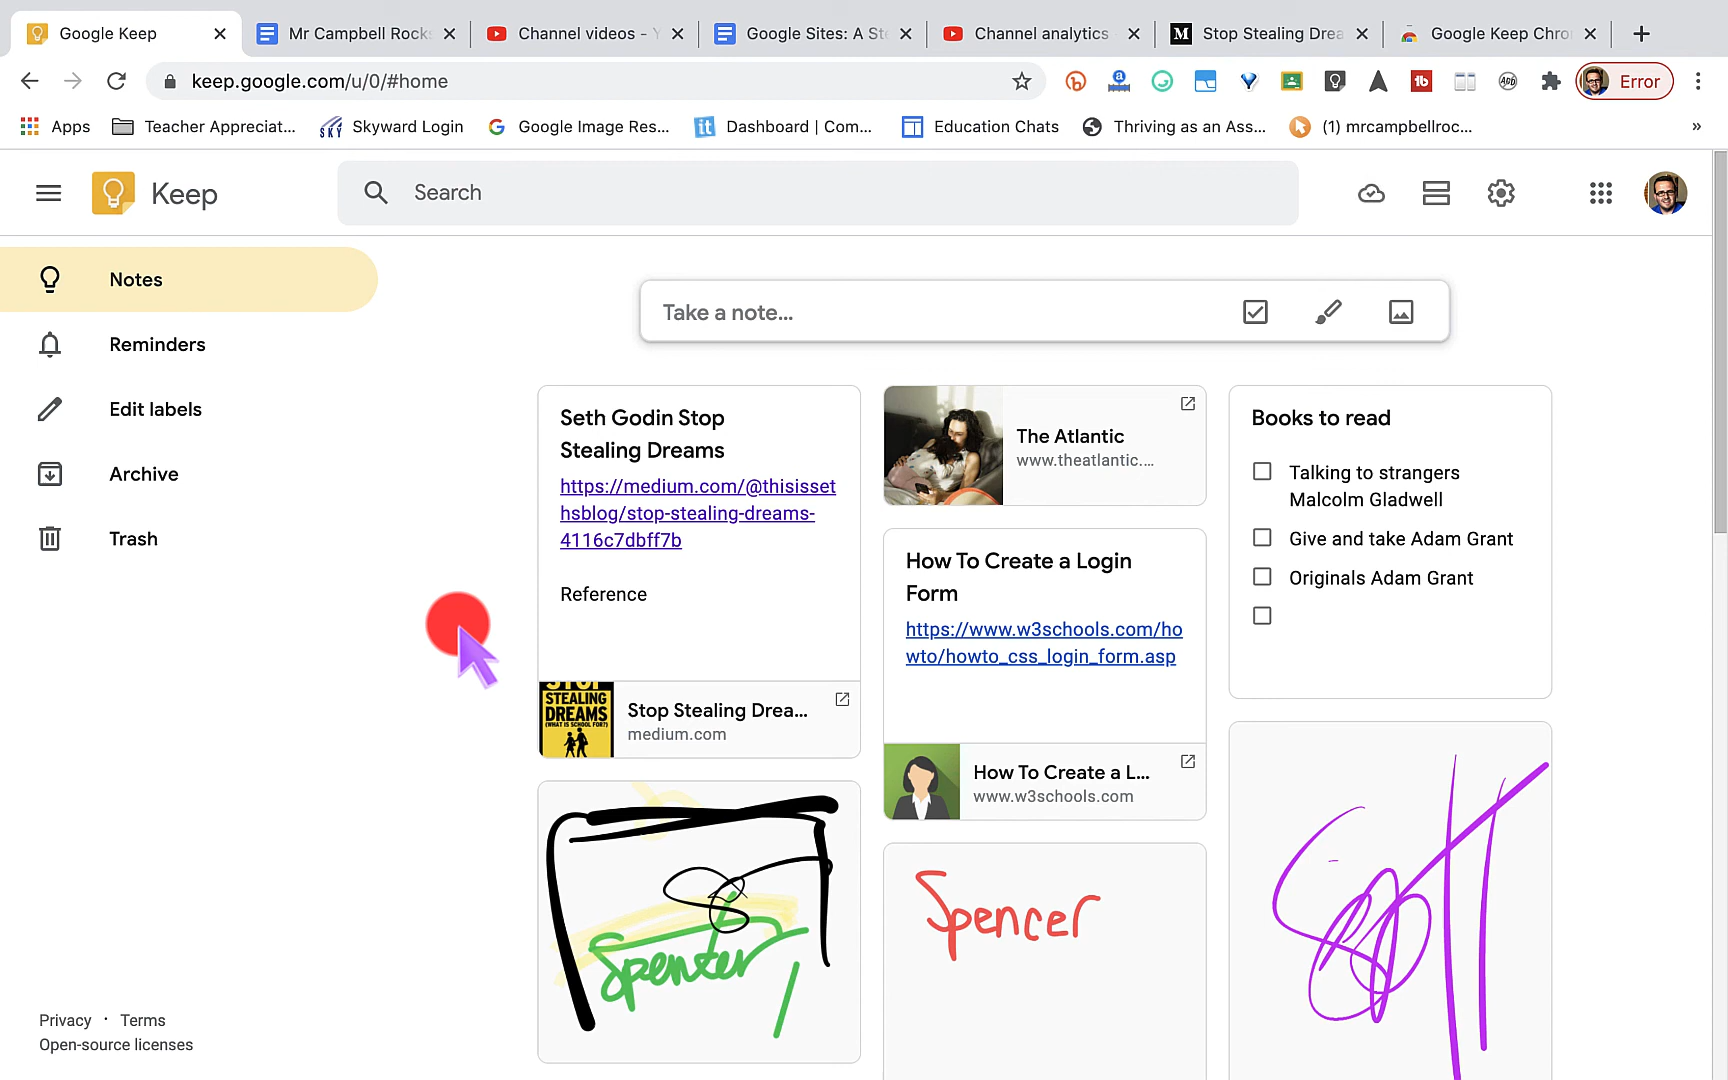 Google Keep
Mr Campbell Rock
Channel videos - Y
Google Sites: A St
Channel analytics
Stop Stealing Drea
Google Keep Chro
keep.google.com/u/0/#home
Error
Apps
Teacher Appreciat...
Skyward Login
Google Image Res...
Dashboard | Com...
Education Chats
Thriving as an Ass...
(1) mrcampbellroc...
»
Keep
Search
Notes
Reminders
Edit labels
Archive
Trash
Take a note...
Seth Godin Stop
Stealing Dreams
https://medium.com/@thisisset
hsblog/stop-stealing-dreams-
4116c7dbff7b
Reference
STOP
STEALING
DREAMS
(WHAT IS SCHOOL FOR?)
Stop Stealing Drea...
medium.com
Spencer
The Atlantic
www.theatlantic....
How To Create a Login
Form
https://www.w3schools.com/ho
wto/howto_css_login_form.asp
How To Create a L...
www.w3schools.com
Spencer
Books to read
Talking to strangers
Malcolm Gladwell
Give and take Adam Grant
Originals Adam Grant
Privacy · Terms
Open-source licenses